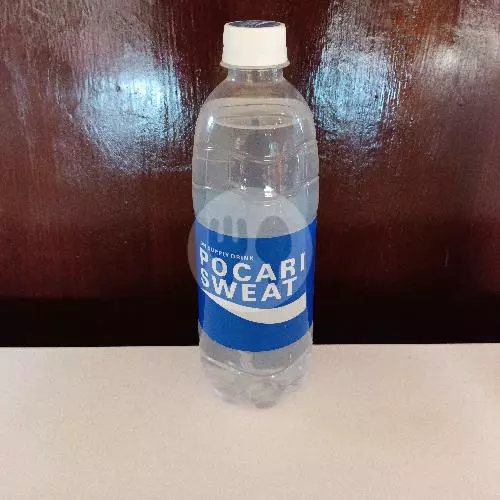 ION SUPPLY DRINK
POCARI
SWEAT